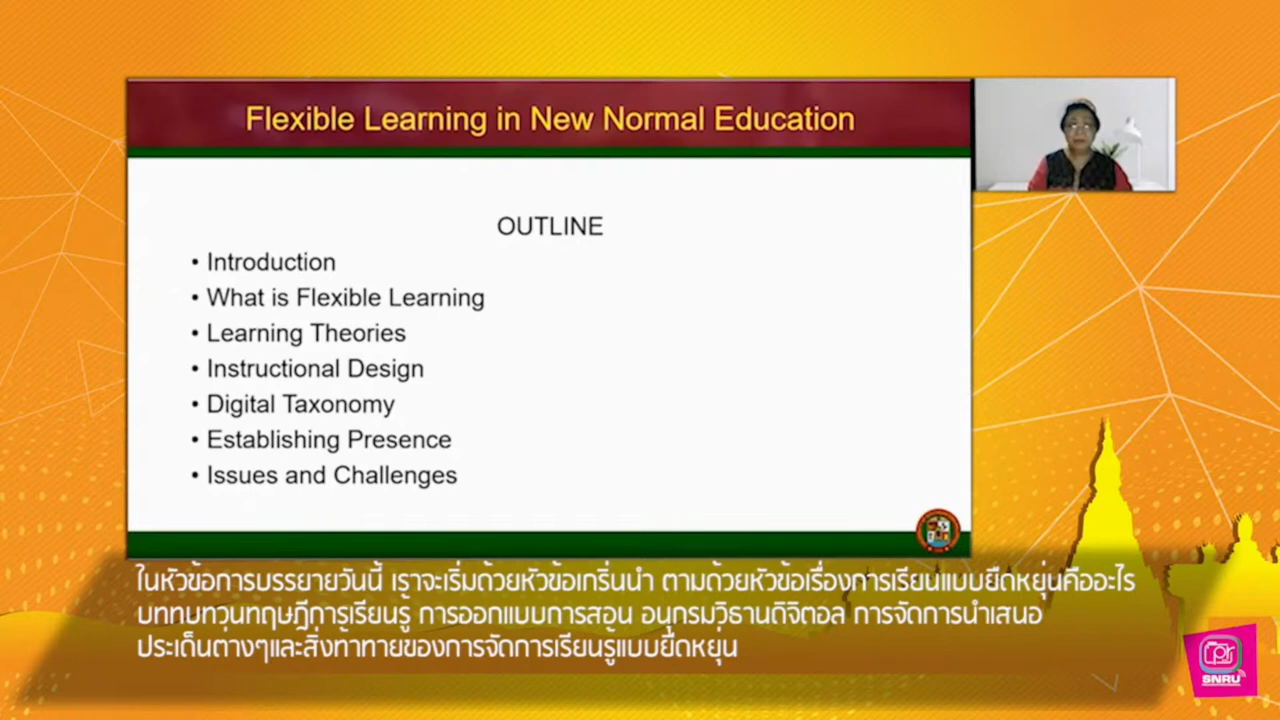 Flexible Learning in New Normal Education
OUTLINE
• Introduction
• What is Flexible Learning
• Learning Theories
• Instructional Design
• Digital Taxonomy
• Establishing Presence
• Issues and Challenges
ในหัวข้อการบรรยายวันนี้ เราจะเริ่มด้วยหัวข้อเกริ่นนำ ตามด้วยหัวข้อเรื่องการเรียนแบบยืดหยุ่นคืออะไร
บททบทวนทฤษฎีการเรียนรู้ การออกแบบการสอน อนุกรมวิธานดิจิตอล การจัดการนำเสนอ
ประเด็นต่างๆและสิ่งท้าทายของการจัดการเรียนรู้แบบยืดหยุ่น
pr
SNRU